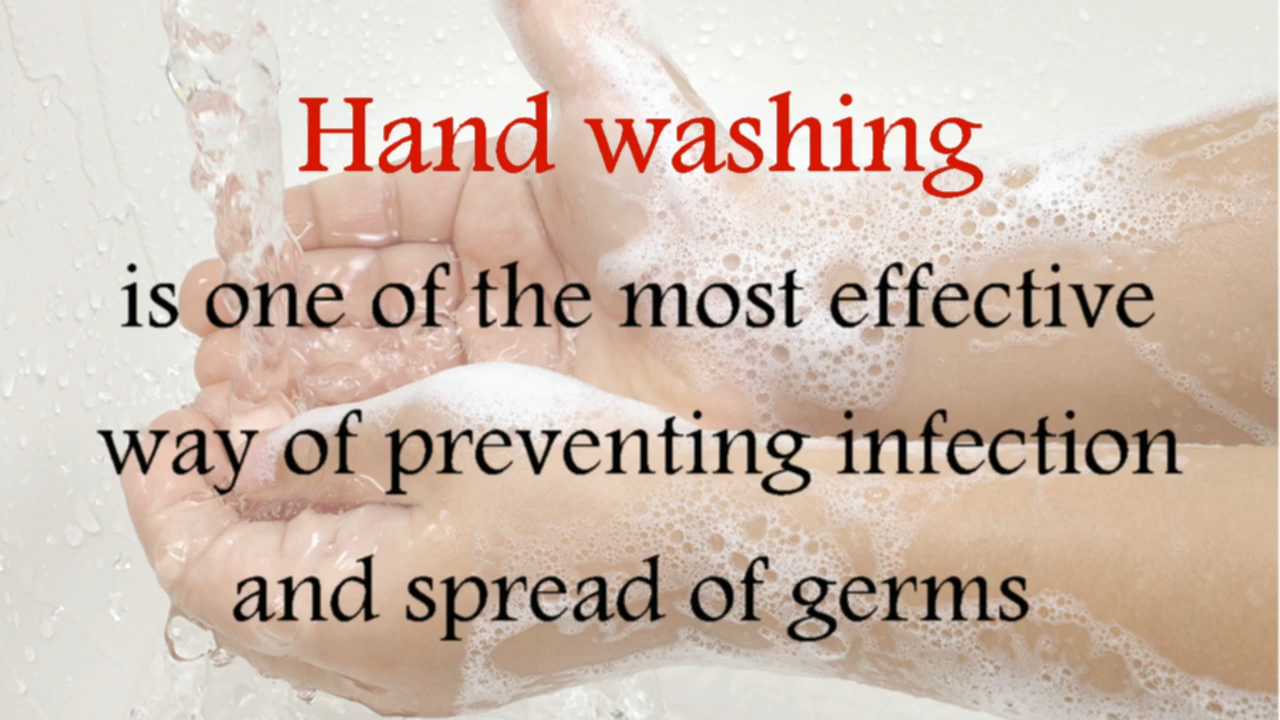 Hand washing
is one of the most effective
way of preventing infection
and spread of germs